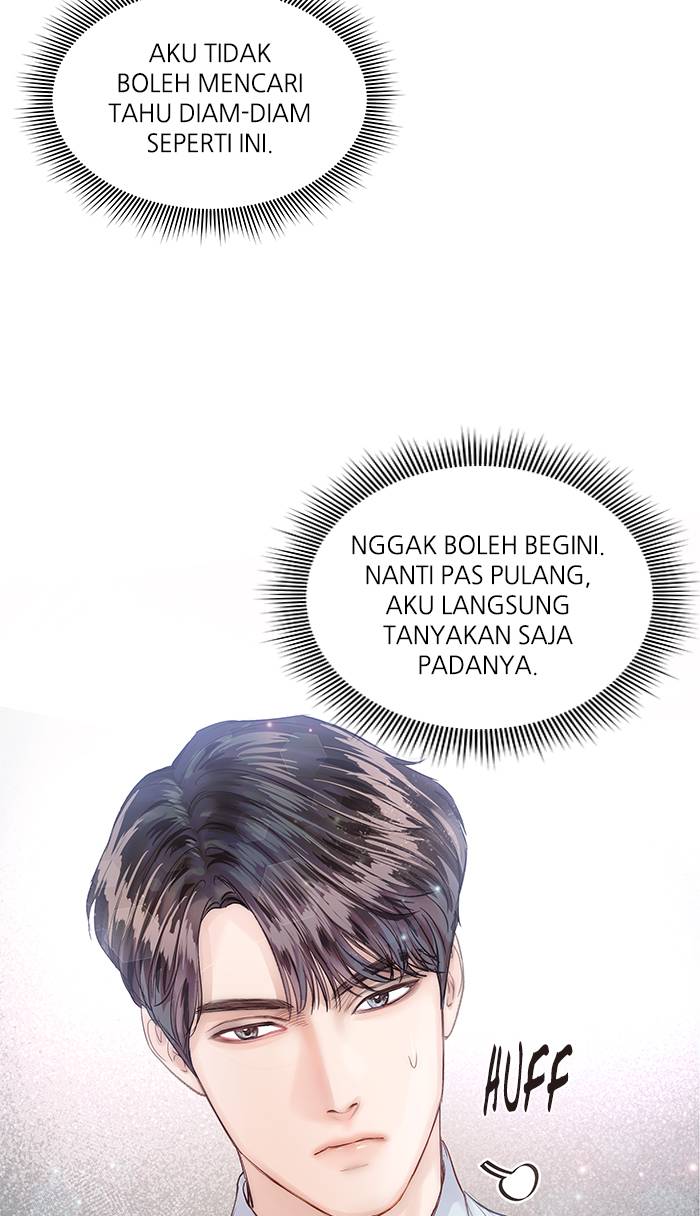 AKU TIDAK
BOLEH MENCARI
TAHU DIAM-DIAM
SEPERTI INI.
NGGAK BOLEH BEGINI.
NANTI PAS PULANG,
AKU LANGSUNG
TANYAKAN SAJA
PADANYA.
HUFF